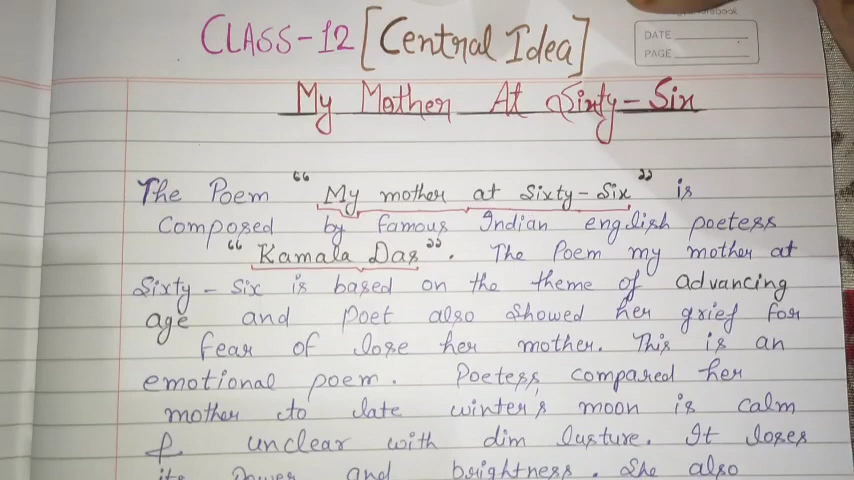 CLASS-12 [Central Idea]
DATE
PAGE
My Mother At Sixty-Six
The Poem "My mother at Sixty-Six" is
Composed by famous Indian english poetess
"Kamala Das". The Poem my mother at
Sixty-Six is based on the theme of advancing
age and poet also showed her grief for
fear of lose her mother. This is an
emotional poem. Poetess compared her
mother to late winter's moon is calm
& unclear with dim lusture. It loses
its Power and brightness. She also